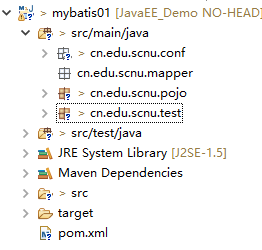 mybatis01 [JavaEE_Demo NO-HEAD]
src/main/java
cn.edu.scnu.conf
cn.edu.scnu.mapper
cn.edu.scnu.pojo
cn.edu.scnu.test
src/test/java
JRE System Library [J2SE-1.5]
Maven Dependencies
src
target
pom.xml